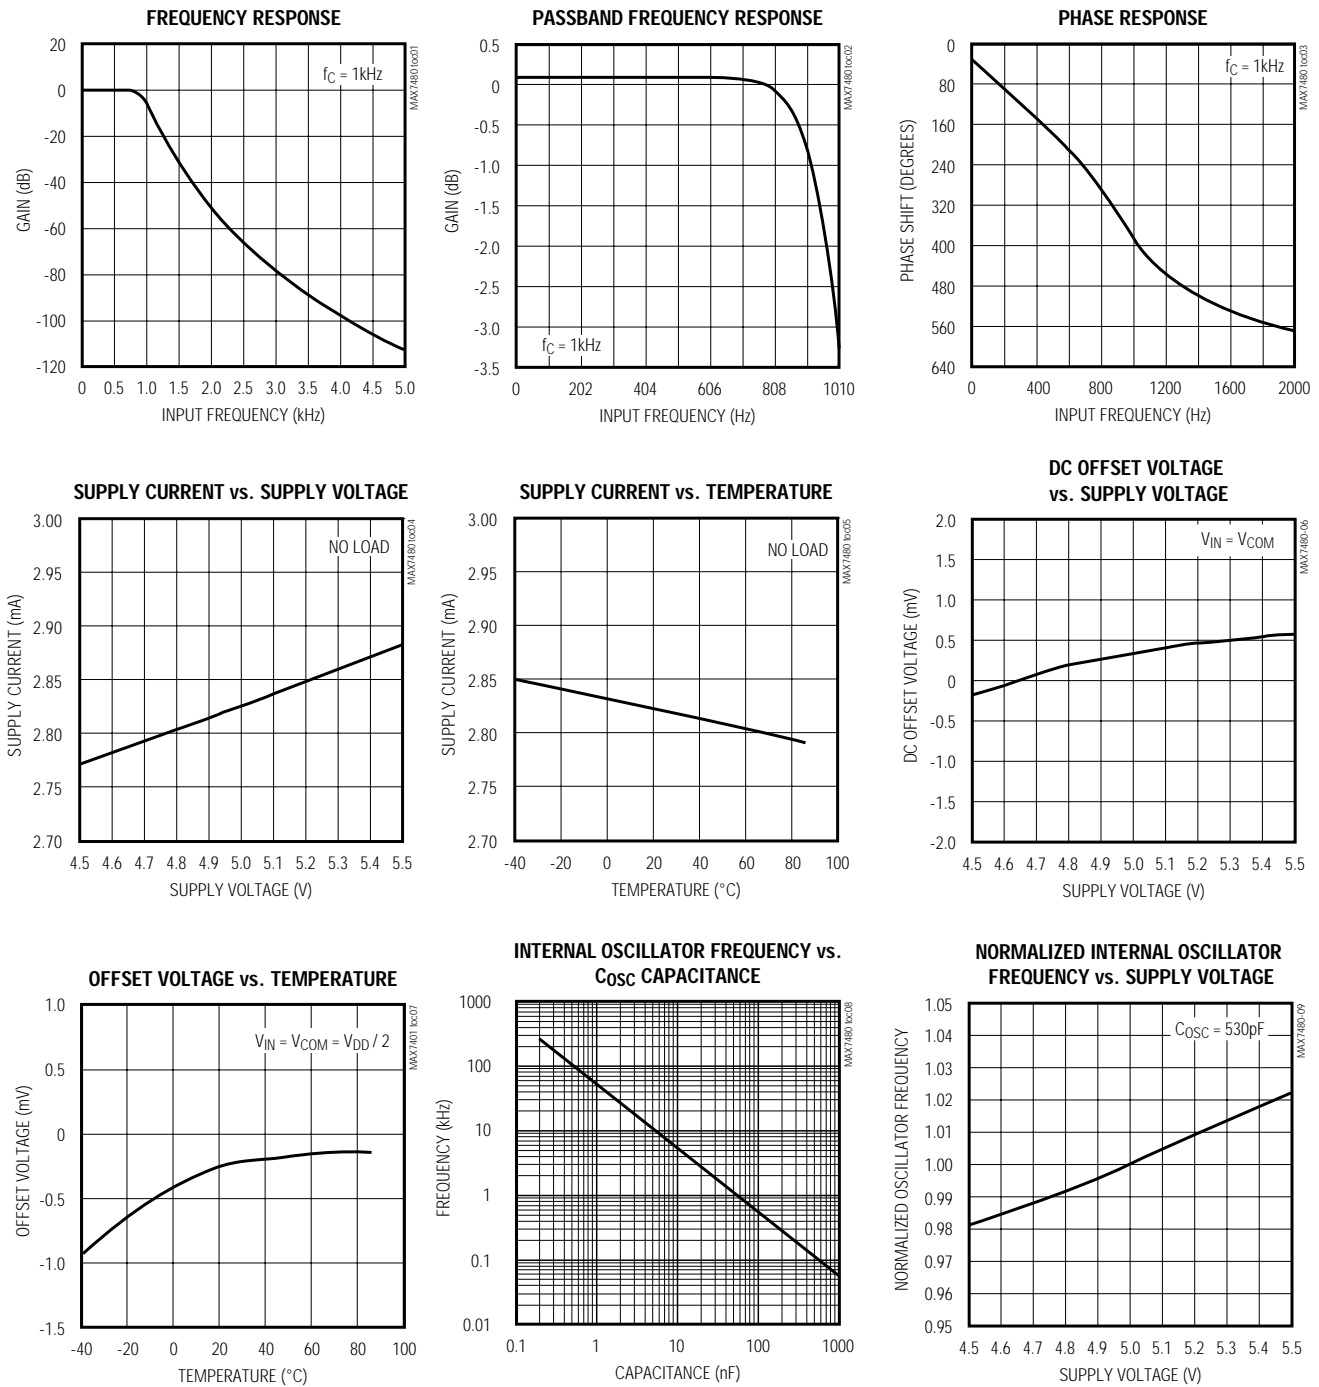 FREQUENCY RESPONSE
20
0
-20
-40
-60
-80
-100
-120
GAIN (dB)
fC = 1kHz
MAX7480 toc01
0 0.5 1.0 1.5 2.0 2.5 3.0 3.5 4.0 4.5 5.0
INPUT FREQUENCY (kHz)
PASSBAND FREQUENCY RESPONSE
0.5
0
-0.5
-1.0
-1.5
-2.0
-2.5
-3.0
-3.5
GAIN (dB)
fC = 1kHz
MAX7480 toc02
0 202 404 606 808 1010
INPUT FREQUENCY (Hz)
PHASE RESPONSE
0
80
160
240
320
400
480
560
640
PHASE SHIFT (DEGREES)
fC = 1kHz
MAX7480 toc03
0 400 800 1200 1600 2000
INPUT FREQUENCY (Hz)
SUPPLY CURRENT vs. SUPPLY VOLTAGE
3.00
2.95
2.90
2.85
2.80
2.75
2.70
SUPPLY CURRENT (mA)
NO LOAD
MAX7480 toc04
4.5 4.6 4.7 4.8 4.9 5.0 5.1 5.2 5.3 5.4 5.5
SUPPLY VOLTAGE (V)
SUPPLY CURRENT vs. TEMPERATURE
3.00
2.95
2.90
2.85
2.80
2.75
2.70
SUPPLY CURRENT (mA)
NO LOAD
MAX7480 toc05
-40 -20 0 20 40 60 80 100
TEMPERATURE (°C)
DC OFFSET VOLTAGE
vs. SUPPLY VOLTAGE
2.0
1.5
1.0
0.5
0
-0.5
-1.0
-1.5
-2.0
DC OFFSET VOLTAGE (mV)
VIN = VCOM
MAX7480-06
4.5 4.6 4.7 4.8 4.9 5.0 5.1 5.2 5.3 5.4 5.5
SUPPLY VOLTAGE (V)
OFFSET VOLTAGE vs. TEMPERATURE
1.0
0.5
0
-0.5
-1.0
-1.5
OFFSET VOLTAGE (mV)
VIN = VCOM = VDD / 2
MAX7401 toc07
-40 -20 0 20 40 60 80 100
TEMPERATURE (°C)
INTERNAL OSCILLATOR FREQUENCY vs.
COSC CAPACITANCE
1000
100
10
1
0.1
0.01
FREQUENCY (kHz)
MAX7480 toc08
0.1 1 10 100 1000
CAPACITANCE (nF)
NORMALIZED INTERNAL OSCILLATOR
FREQUENCY vs. SUPPLY VOLTAGE
1.05
1.04
1.03
1.02
1.01
1.00
0.99
0.98
0.97
0.96
0.95
NORMALIZED OSCILLATOR FREQUENCY
COSC = 530pF
MAX7480-09
4.5 4.6 4.7 4.8 4.9 5.0 5.1 5.2 5.3 5.4 5.5
SUPPLY VOLTAGE (V)